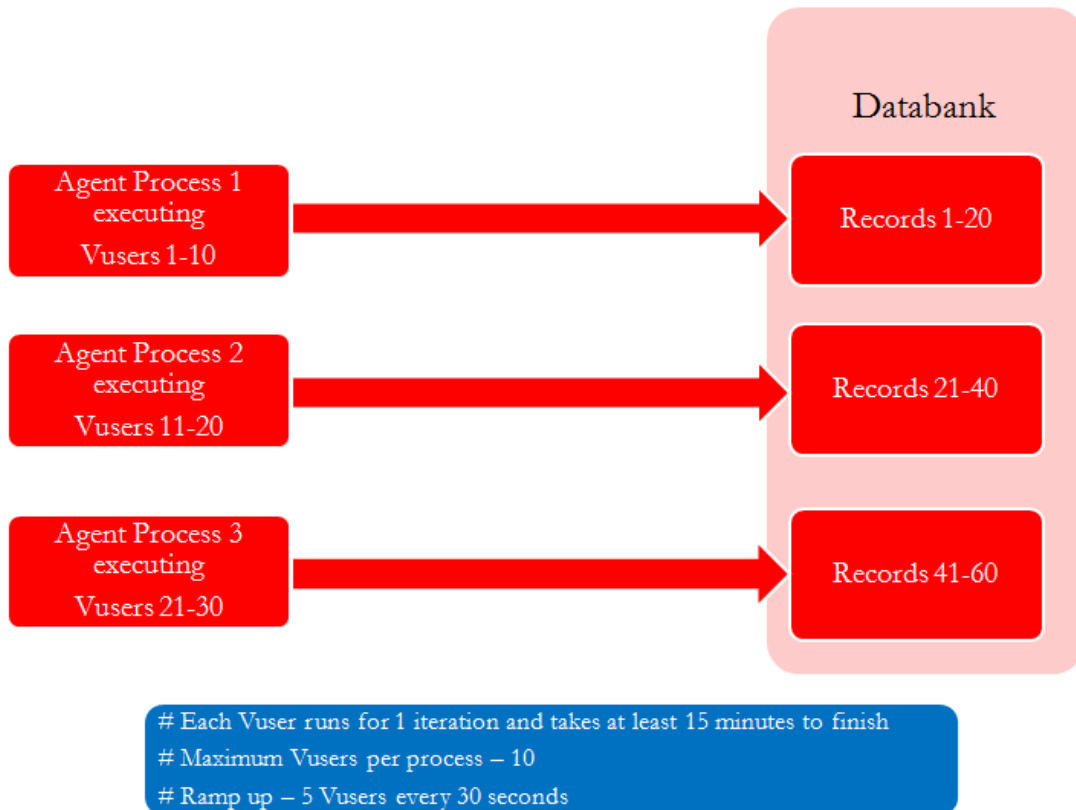 Databank
Agent Process 1
executing
Vusers 1-10
Records 1-20
Agent Process 2
executing
Vusers 11-20
Records 21-40
Agent Process 3
executing
Vusers 21-30
Records 41-60
# Each Vuser runs for 1 iteration and takes at least 15 minutes to finish
# Maximum Vusers per process – 10
# Ramp up – 5 Vusers every 30 seconds